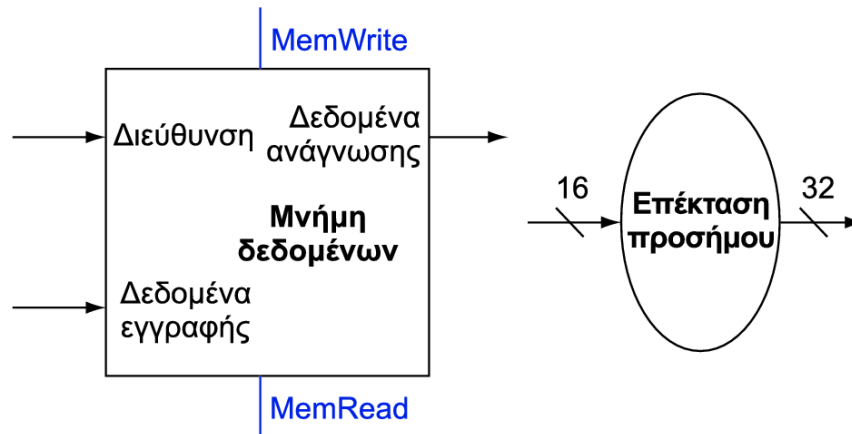 MemWrite
Διεύθυνση
Δεδομένα
ανάγνωσης
Μνήμη
δεδομένων
Δεδομένα
εγγραφής
MemRead
16
Επέκταση
προσήμου
32